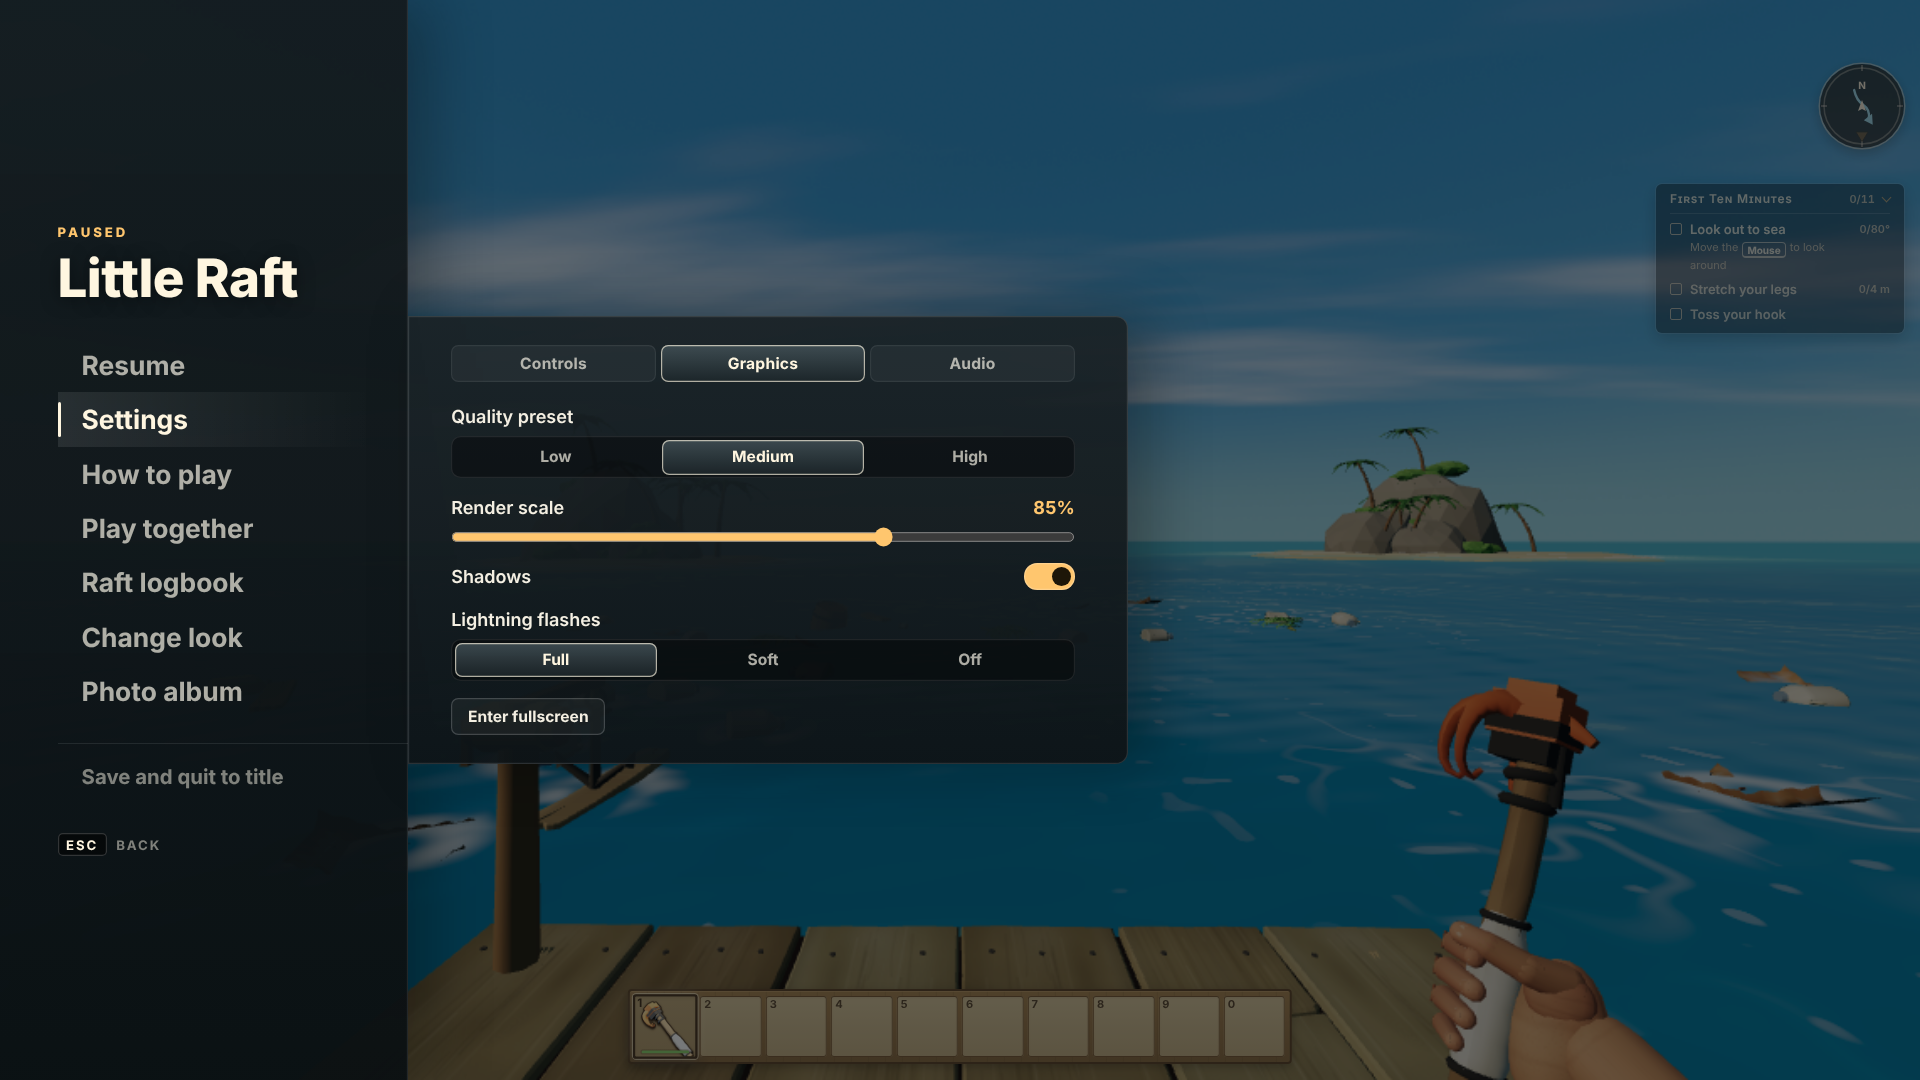 PAUSED
Little Raft
Resume
Settings
How to play
Play together
Raft logbook
Change look
Photo album
Save and quit to title
ESC BACK
Controls Graphics Audio
Quality preset
Low Medium High
Render scale 85%
Shadows
Lightning flashes
Full Soft Off
Enter fullscreen
N
First Ten Minutes 0/11
Look out to sea 0/80°
Move the Mouse to look
around
Stretch your legs 0/4 m
Toss your hook
1 2 3 4 5 6 7 8 9 0